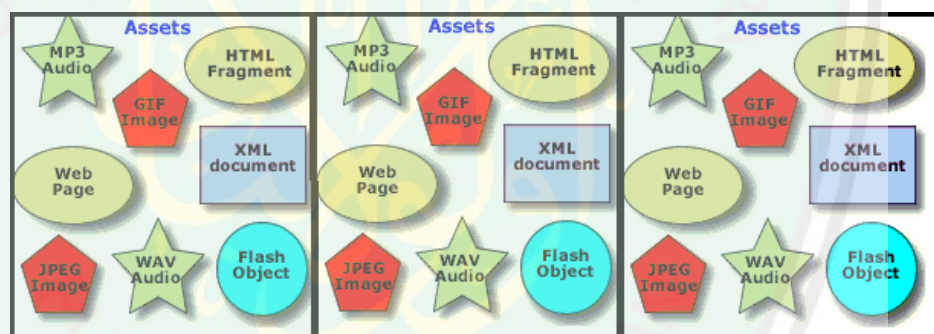 Assets
MP3
Audio
HTML
Fragment
GIF
Image
XML
document
Web
Page
JPEG
Image
WAV
Audio
Flash
Object
Assets
MP3
Audio
HTML
Fragment
GIF
Image
XML
document
Web
Page
JPEG
Image
WAV
Audio
Flash
Object
Assets
MP3
Audio
HTML
Fragment
GIF
Image
XML
document
Web
Page
JPEG
Image
WAV
Audio
Flash
Object